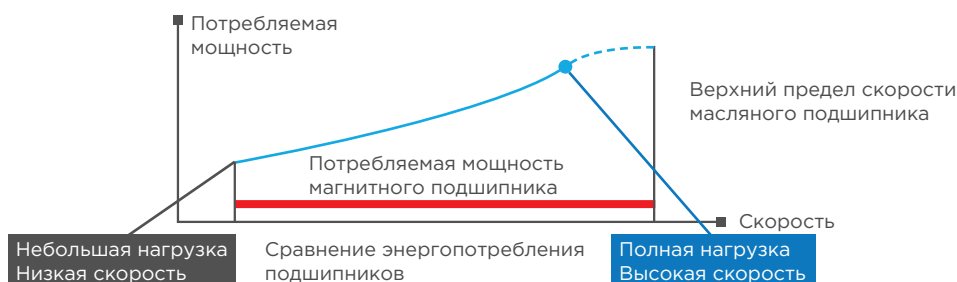 Потребляемая
мощность
Верхний предел скорости
масляного подшипника
Потребляемая мощность
магнитного подшипника
Скорость
Небольшая нагрузка
Низкая скорость
Сравнение энергопотребления
подшипников
Полная нагрузка
Высокая скорость